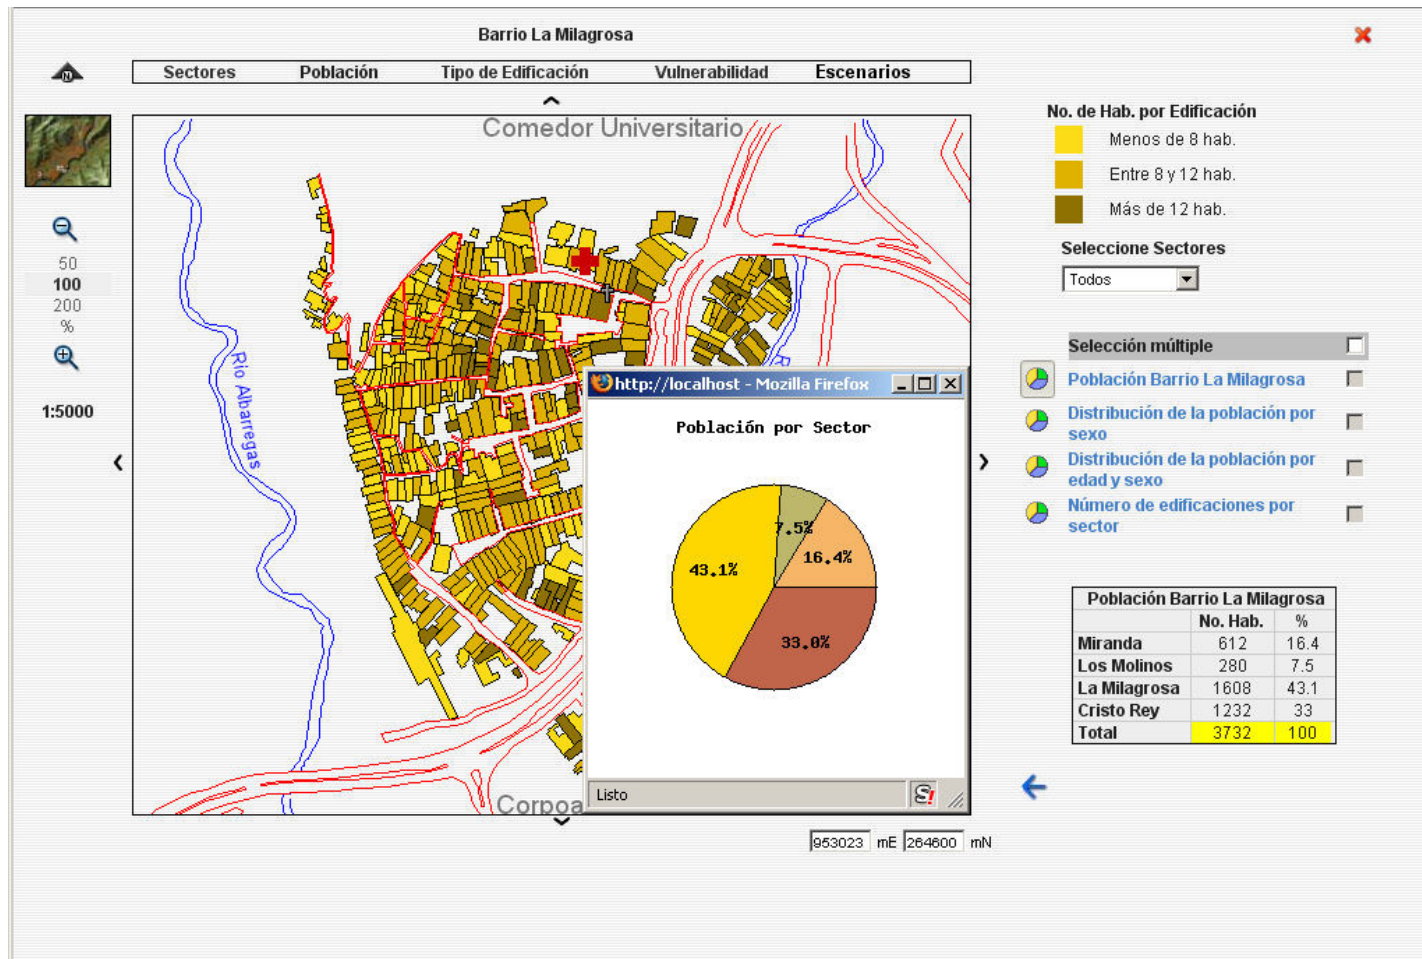 Barrio La Milagrosa
N
Sectores Población Tipo de Edificación Vulnerabilidad Escenarios
50
100
200
%
1:5000
Comedor Universitario
Rio Albarregas
Corpoa
No. de Hab. por Edificación
Menos de 8 hab.
Entre 8 y 12 hab.
Más de 12 hab.
Seleccione Sectores
Todos
Selección múltiple
Población Barrio La Milagrosa
Distribución de la población por
sexo
Distribución de la población por
edad y sexo
Número de edificaciones por
sector
http://localhost - Mozilla Firefox
Población por Sector
7.5%
16.4%
43.1%
33.0%
Listo
S!
Población Barrio La Milagrosa
No. Hab. %
Miranda 612 16.4
Los Molinos 280 7.5
La Milagrosa 1608 43.1
Cristo Rey 1232 33
Total 3732 100
953023 mE 264600 mN